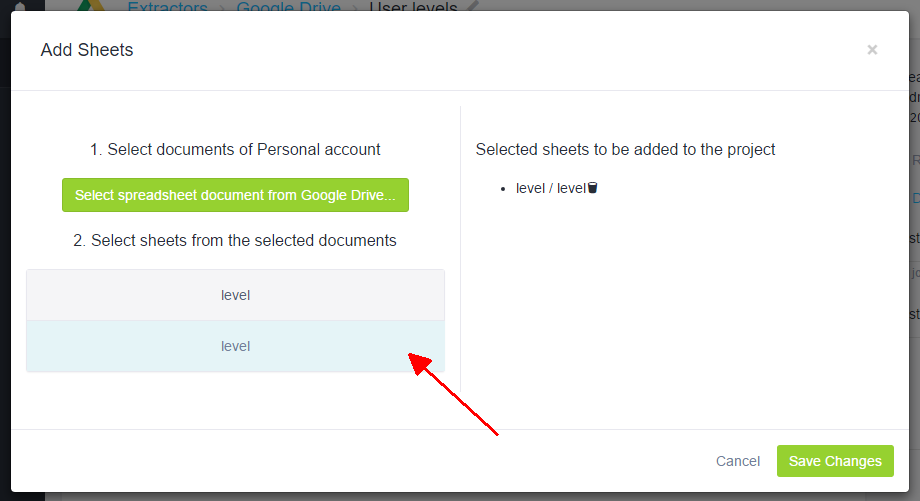 Extractors > Google Drive > User levels
Add Sheets
×
1. Select documents of Personal account
Select spreadsheet document from Google Drive...
2. Select sheets from the selected documents
level
level
Selected sheets to be added to the project
level / level
Cancel
Save Changes